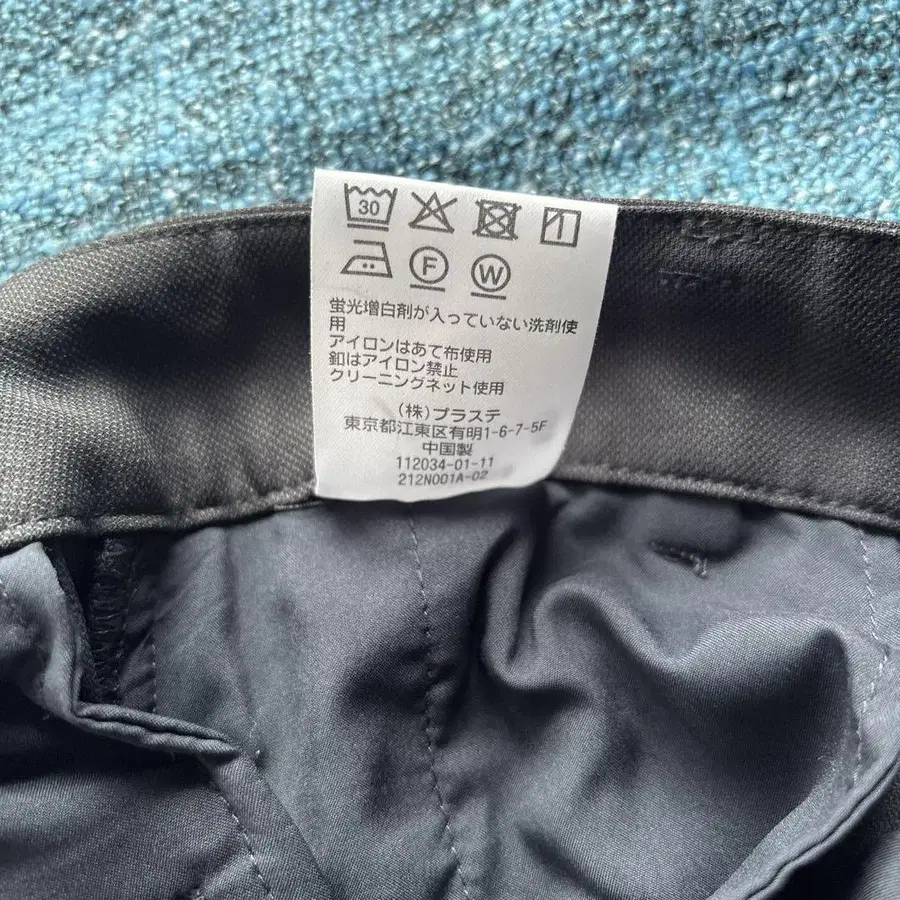 30
F W
蛍光増白剤が入っていない洗剤使
用
アイロンはあて布使用
釦はアイロン禁止
クリーニングネット使用
(株)プラステ
東京都江東区有明1-6-7-5F
中国製
112034-01-11
212N001A-02